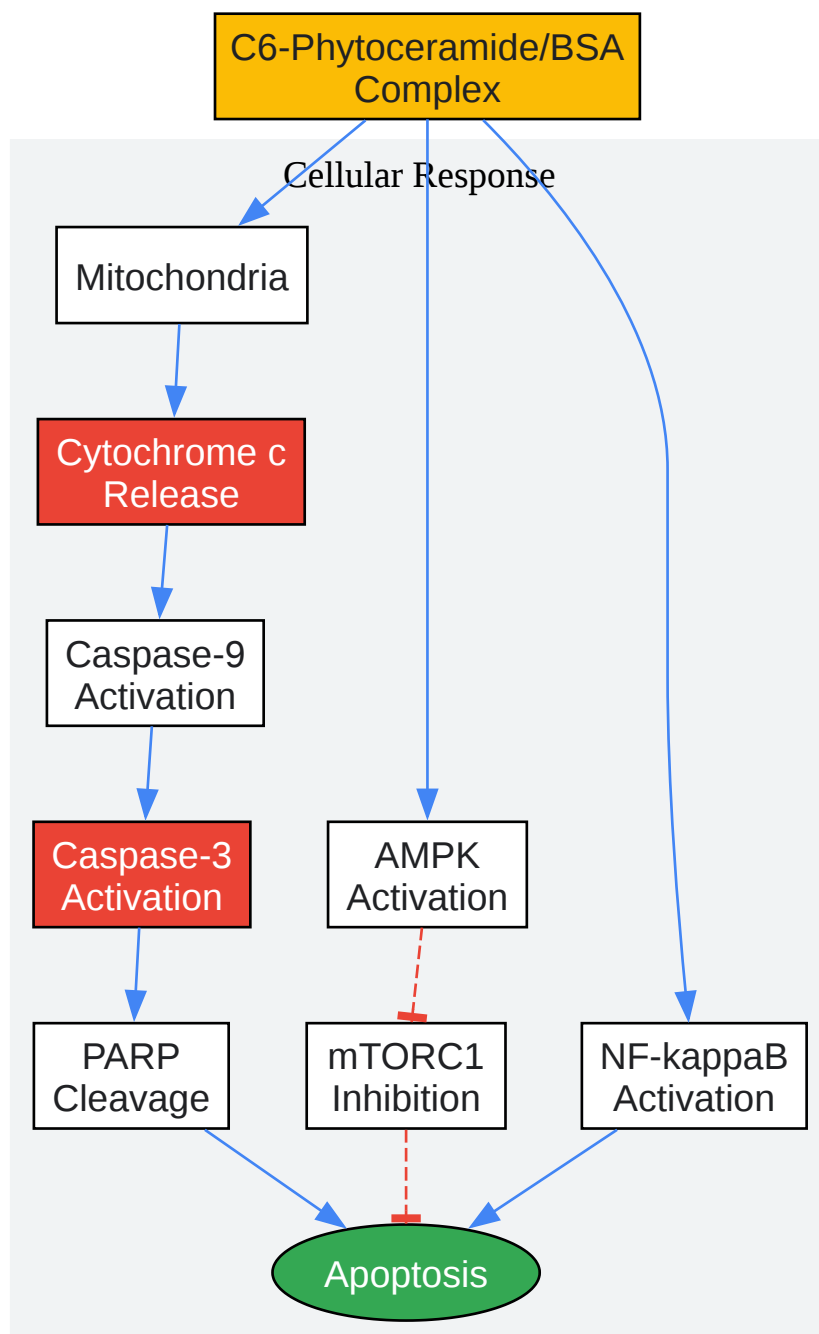 C6-Phytoceramide/BSA
Complex
Cellular Response
Mitochondria
Cytochrome c
Release
Caspase-9
Activation
Caspase-3
Activation
AMPK
Activation
PARP
Cleavage
mTORC1
Inhibition
NF-kappaB
Activation
Apoptosis